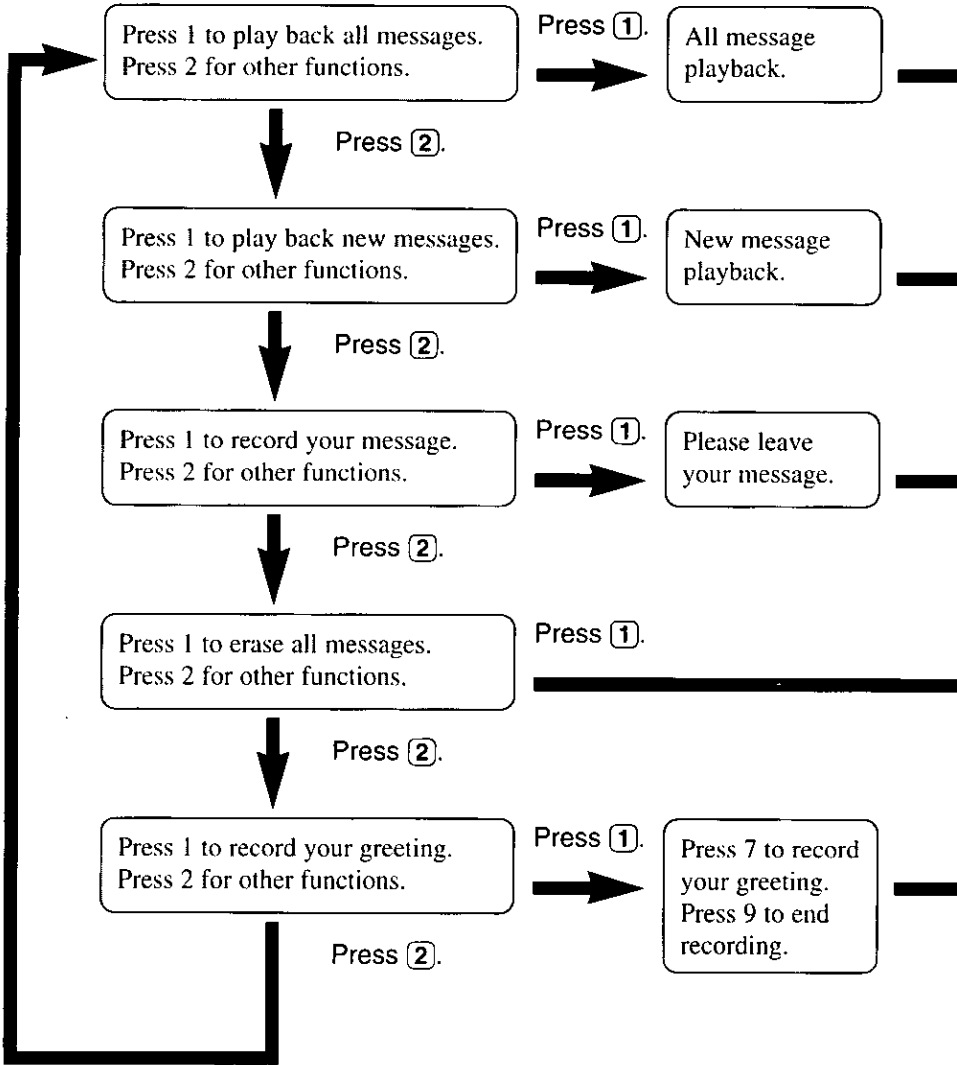 Press 1 to play back all messages.
Press 2 for other functions.
Press 1.
All message
playback.
Press 2.
Press 1 to play back new messages.
Press 2 for other functions.
Press 1.
New message
playback.
Press 2.
Press 1 to record your message.
Press 2 for other functions.
Press 1.
Please leave
your message.
Press 2.
Press 1 to erase all messages.
Press 2 for other functions.
Press 1.
Press 2.
Press 1 to record your greeting.
Press 2 for other functions.
Press 1.
Press 7 to record
your greeting.
Press 9 to end
recording.
Press 2.